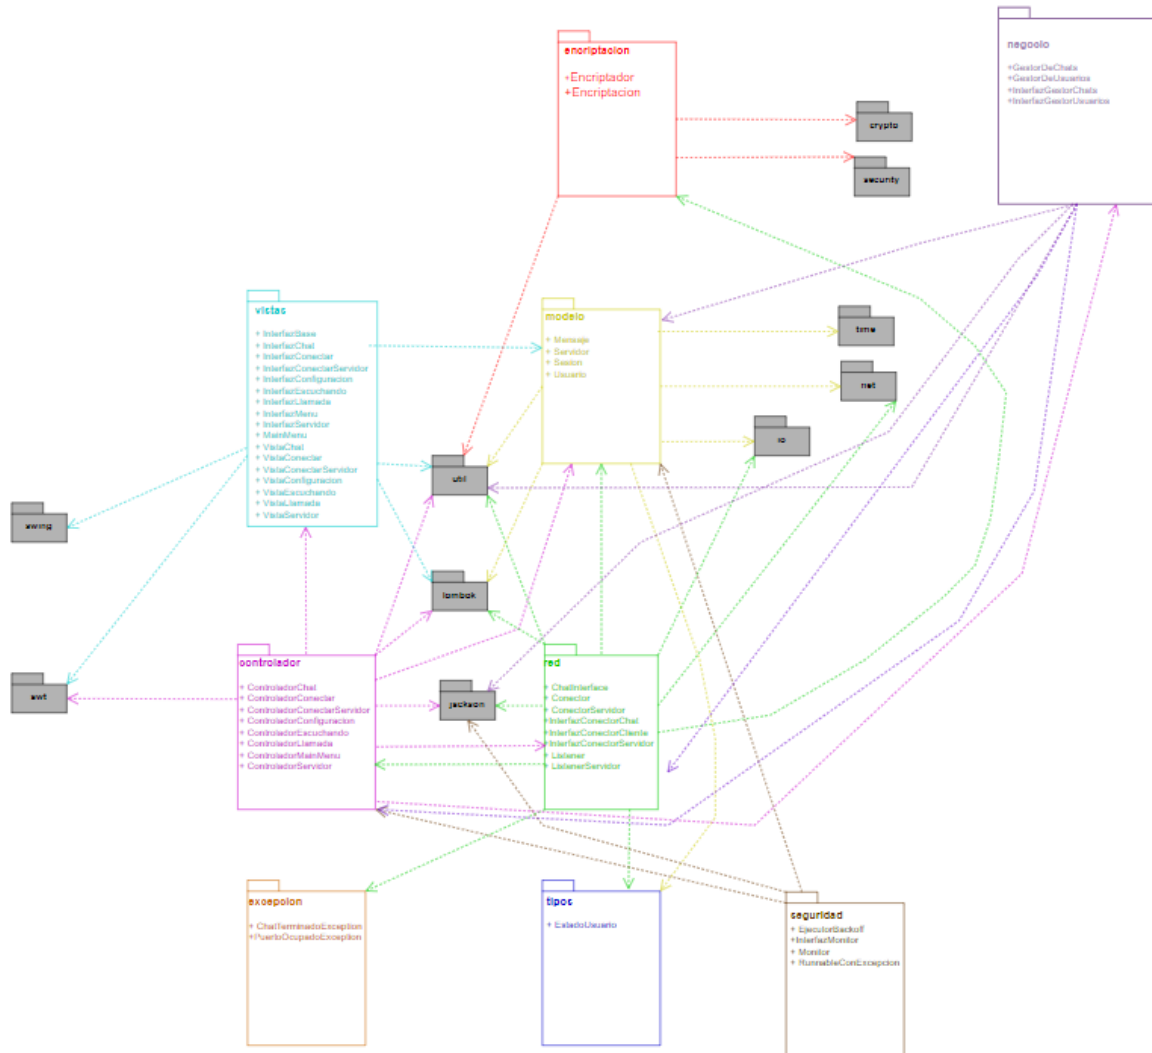 encriptacion
+Encriptador
+Encriptacion
negocio
+GestorDeChats
+GestorDeUsuarios
+InterfazGestorChats
+InterfazGestorUsuarios
crypto
security
vistas
+ InterfazBase
+ InterfazChat
+ InterfazConectar
+ InterfazConectarServidor
+ InterfazConfiguracion
+ InterfazEscuchando
+ InterfazLlamada
+ InterfazMenu
+ InterfazServidor
+ MainMenu
+ VistaChat
+ VistaConectar
+ VistaConectarServidor
+ VistaConfiguracion
+ VistaEscuchando
+ VistaLlamada
+ VistaServidor
modelo
+ Mensaje
+ Servidor
+ Sesion
+ Usuario
time
net
io
util
swing
lombok
awt
controlador
+ ControladorChat
+ ControladorConectar
+ ControladorConectarServidor
+ ControladorConfiguracion
+ ControladorEscuchando
+ ControladorLlamada
+ ControladorMainMenu
+ ControladorServidor
jackson
red
+ ChatInterface
+ Conector
+ ConectorServidor
+InterfazConectorChat
+InterfazConectorCliente
+InterfazConectorServidor
+ Listener
+ ListenerServidor
excepcion
+ ChatTerminadoException
+PuertoOcupadoException
tipos
+ EstadoUsuario
seguridad
+ EjecutorBackoff
+InterfazMonitor
+ Monitor
+ RunnableConExcepcion